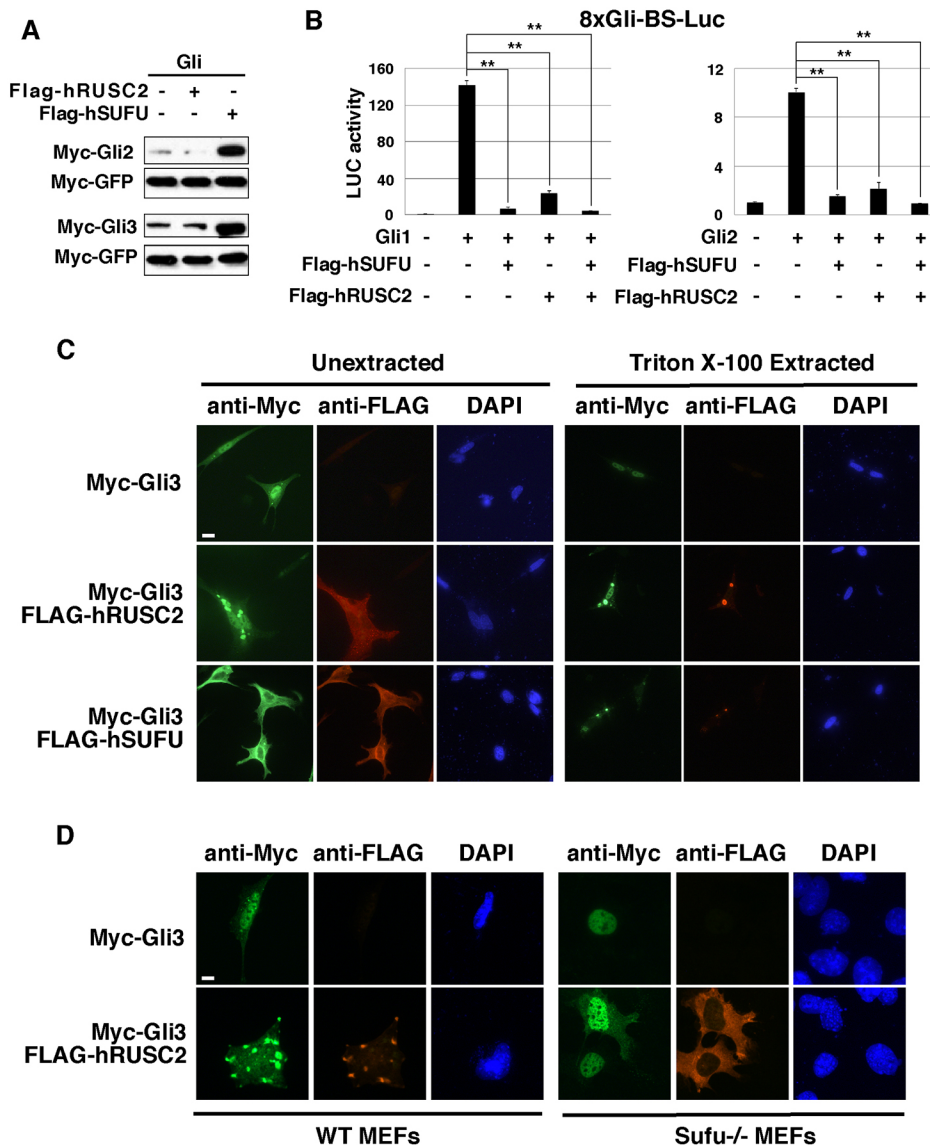 A
Gli
Flag-hRUSC2 - + -
Flag-hSUFU - - +
Myc-Gli2
Myc-GFP
Myc-Gli3
Myc-GFP
B
8xGli-BS-Luc
**
**
**
LUC activity
160
120
80
40
0
Gli1 - + + + +
Flag-hSUFU - - + - +
Flag-hRUSC2 - - - + +
**
**
**
12
8
4
0
Gli2 - + + + +
Flag-hSUFU - - + - +
Flag-hRUSC2 - - - + +
C
Unextracted
Triton X-100 Extracted
anti-Myc anti-FLAG DAPI
anti-Myc anti-FLAG DAPI
Myc-Gli3
Myc-Gli3
FLAG-hRUSC2
Myc-Gli3
FLAG-hSUFU
D
anti-Myc anti-FLAG DAPI
anti-Myc anti-FLAG DAPI
Myc-Gli3
Myc-Gli3
FLAG-hRUSC2
WT MEFs
Sufu-/- MEFs